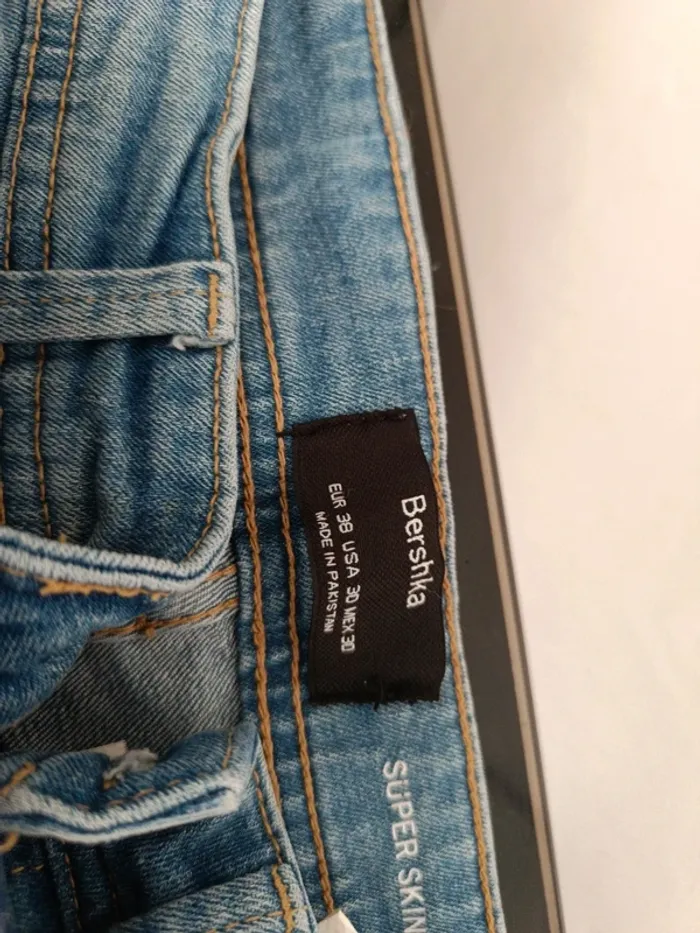 Bershka
EUR 38 USA 30 MEX 30
MADE IN PAKISTAN
SUPER SKIN